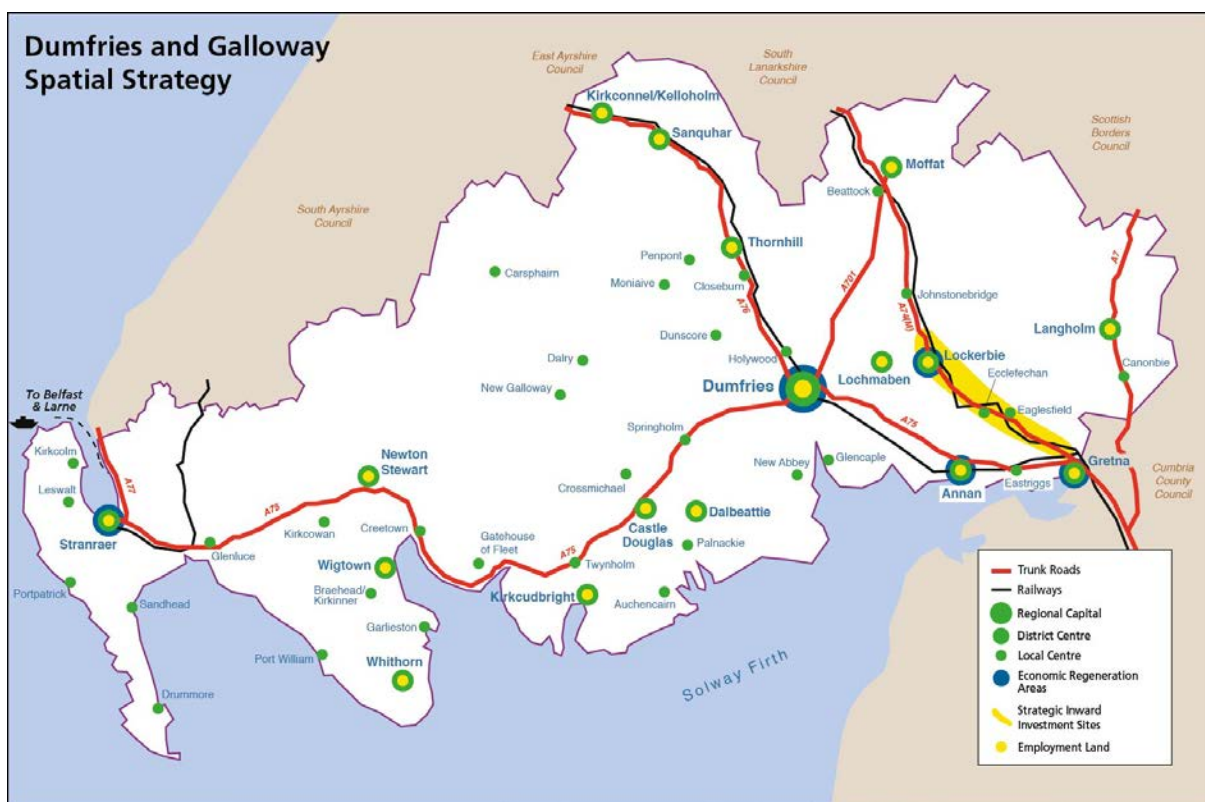 Dumfries and Galloway
Spatial Strategy
East Ayrshire
Council
South
Lanarkshire
Council
Scottish
Borders
Council
South Ayrshire
Council
Cumbria
County
Council
Kirkconnel/Kelloholm
Sanquhar
Moffat
Beattock
Thornhill
Penpont
Closeburn
Moniaive
Carsphairn
A76
A701
A74(M)
A7
Johnstonebridge
Langholm
Canonbie
Dunscore
Holywood
Dalry
New Galloway
Dumfries
Lochmaben
Lockerbie
Ecclefechan
Eaglesfield
To Belfast
& Larne
Kirkcolm
Leswalt
A77
Stranraer
Glenluce
A75
Newton
Stewart
Kirkcowan
Creetown
Springholm
Crossmichael
A75
New Abbey
Glencaple
Annan
Eastriggs
Gretna
Castle
Douglas
Dalbeattie
Palnackie
Gatehouse
of Fleet
A75
Twynholm
Wigtown
Braehead/
Kirkinner
Kirkcudbright
Auchencairn
Portpatrick
Sandhead
Garlieston
Port William
Whithorn
Drummore
Solway Firth
Trunk Roads
Railways
Regional Capital
District Centre
Local Centre
Economic Regeneration
Areas
Strategic Inward
Investment Sites
Employment Land